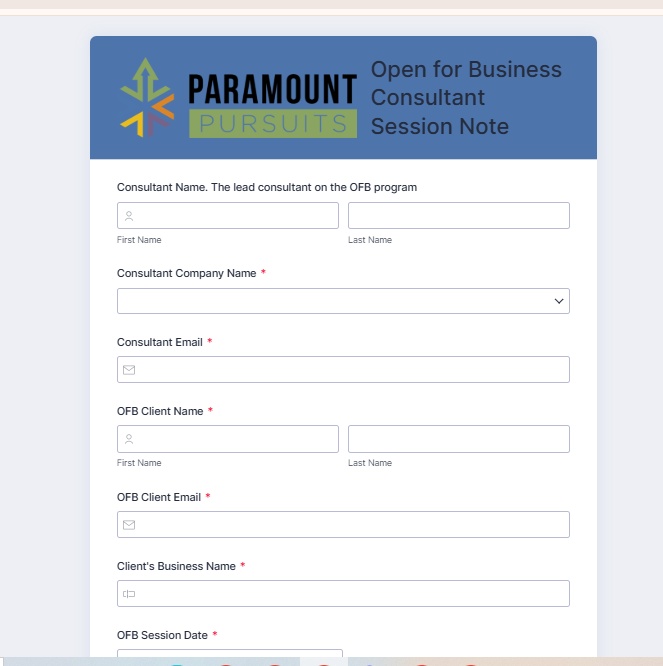 PARAMOUNT
PURSUITS
Open for Business
Consultant
Session Note
Consultant Name. The lead consultant on the OFB program
First Name Last Name
Consultant Company Name *
Consultant Email *
OFB Client Name *
First Name Last Name
OFB Client Email *
Client's Business Name *
OFB Session Date *